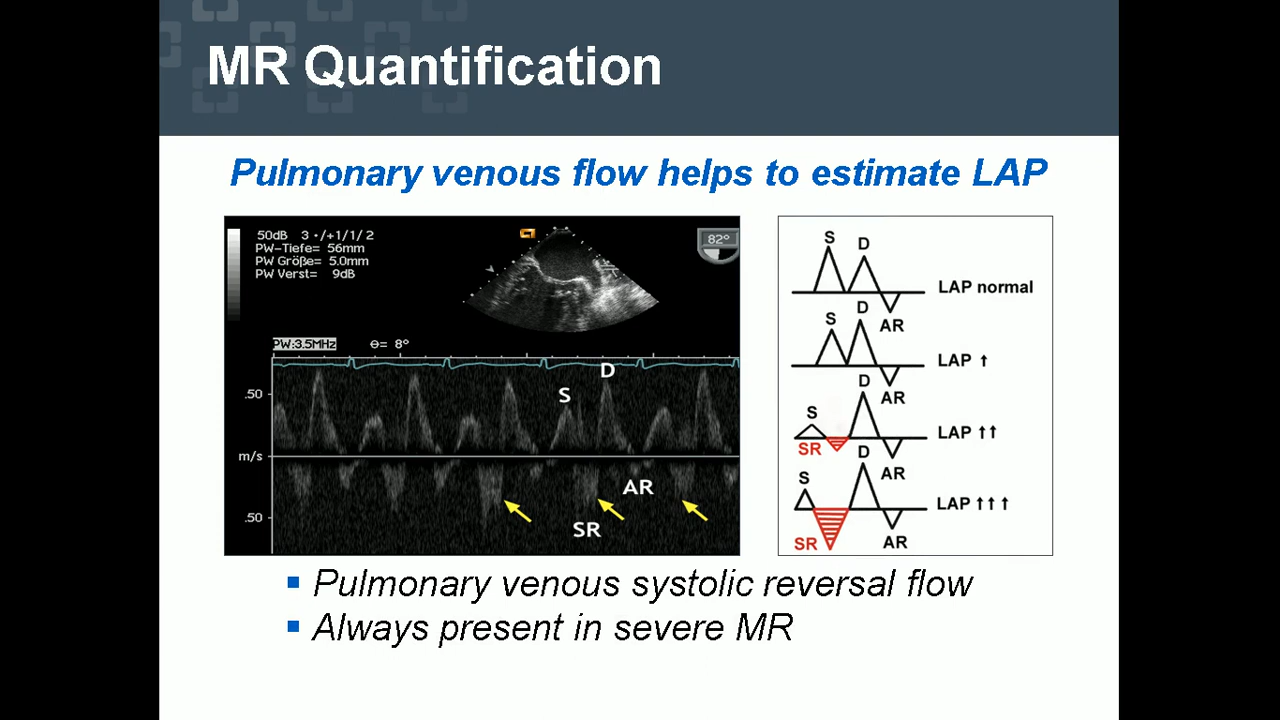 MR Quantification
Pulmonary venous flow helps to estimate LAP
50dB 3 •/+1/1/2
PW-Tiefe= 56mm
PW Größe= 5.0mm
PW Verst= 9dB
82°
PW:3.5MHz
Θ= 8°
.50
m/s
.50
S
D
AR
SR
S
D
LAP normal
AR
S
D
LAP ↑
AR
S
D
LAP ↑↑
SR
AR
S
D
LAP ↑↑↑
SR
AR
▪ Pulmonary venous systolic reversal flow
▪ Always present in severe MR